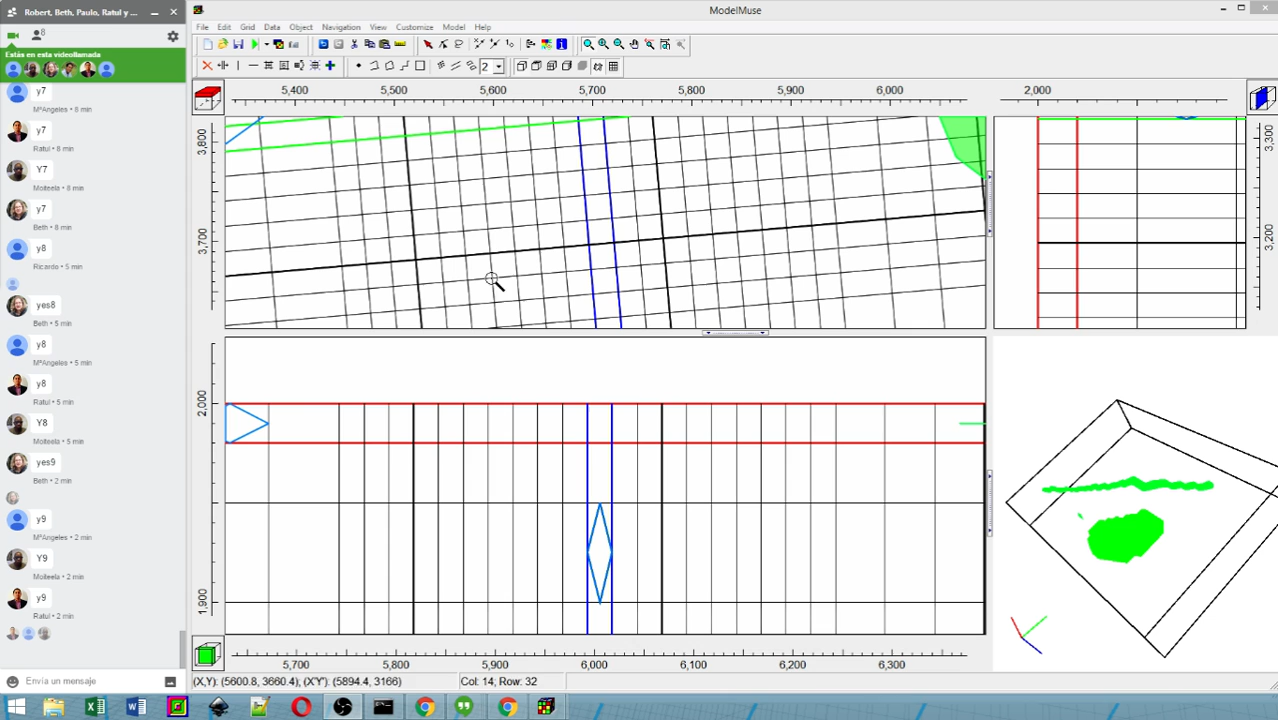 Robert, Beth, Paulo, Ratul y ...
8
Estás en esta videollamada
y7
MªAngeles • 8 min
y7
Ratul • 8 min
Y7
Moiteela • 8 min
y7
Beth • 8 min
y8
Ricardo • 5 min
yes8
Beth • 5 min
y8
MªAngeles • 5 min
y8
Ratul • 5 min
Y8
Moiteela • 5 min
yes9
Beth • 2 min
y9
MªAngeles • 2 min
Y9
Moiteela • 2 min
y9
Ratul • 2 min
Envía un mensaje
ModelMuse
File Edit Grid Data Object Navigation View Customize Model Help
2
5,400 5,500 5,600 5,700 5,800 5,900 6,000
2,000
3,800
3,700
3,300
3,200
2,000
1,900
5,700 5,800 5,900 6,000 6,100 6,200 6,300
(X,Y): (5600.8, 3660.4); (X',Y'): (5894.4, 3166)
Col: 14; Row: 32